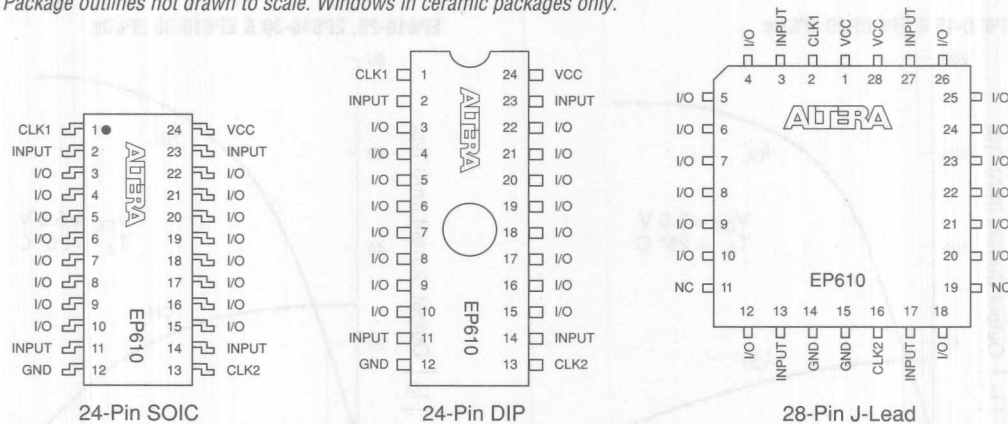 Package outlines not drawn to scale. Windows in ceramic packages only.
CLK1 1 24 VCC
INPUT 2 23 INPUT
I/O 3 22 I/O
I/O 4 21 I/O
I/O 5 20 I/O
I/O 6 19 I/O
I/O 7 18 I/O
I/O 8 17 I/O
I/O 9 16 I/O
I/O 10 15 I/O
INPUT 11 14 INPUT
GND 12 13 CLK2
ALTERA
EP610
24-Pin SOIC
CLK1 1 24 VCC
INPUT 2 23 INPUT
I/O 3 22 I/O
I/O 4 21 I/O
I/O 5 20 I/O
I/O 6 19 I/O
I/O 7 18 I/O
I/O 8 17 I/O
I/O 9 16 I/O
I/O 10 15 I/O
INPUT 11 14 INPUT
GND 12 13 CLK2
ALTERA
EP610
24-Pin DIP
I/O INPUT CLK1 VCC VCC INPUT I/O
4 3 2 1 28 27 26
I/O 5 25 I/O
I/O 6 24 I/O
I/O 7 23 I/O
I/O 8 22 I/O
I/O 9 21 I/O
I/O 10 20 I/O
NC 11 19 NC
ALTERA
EP610
12 13 14 15 16 17 18
I/O INPUT GND GND CLK2 INPUT I/O
28-Pin J-Lead